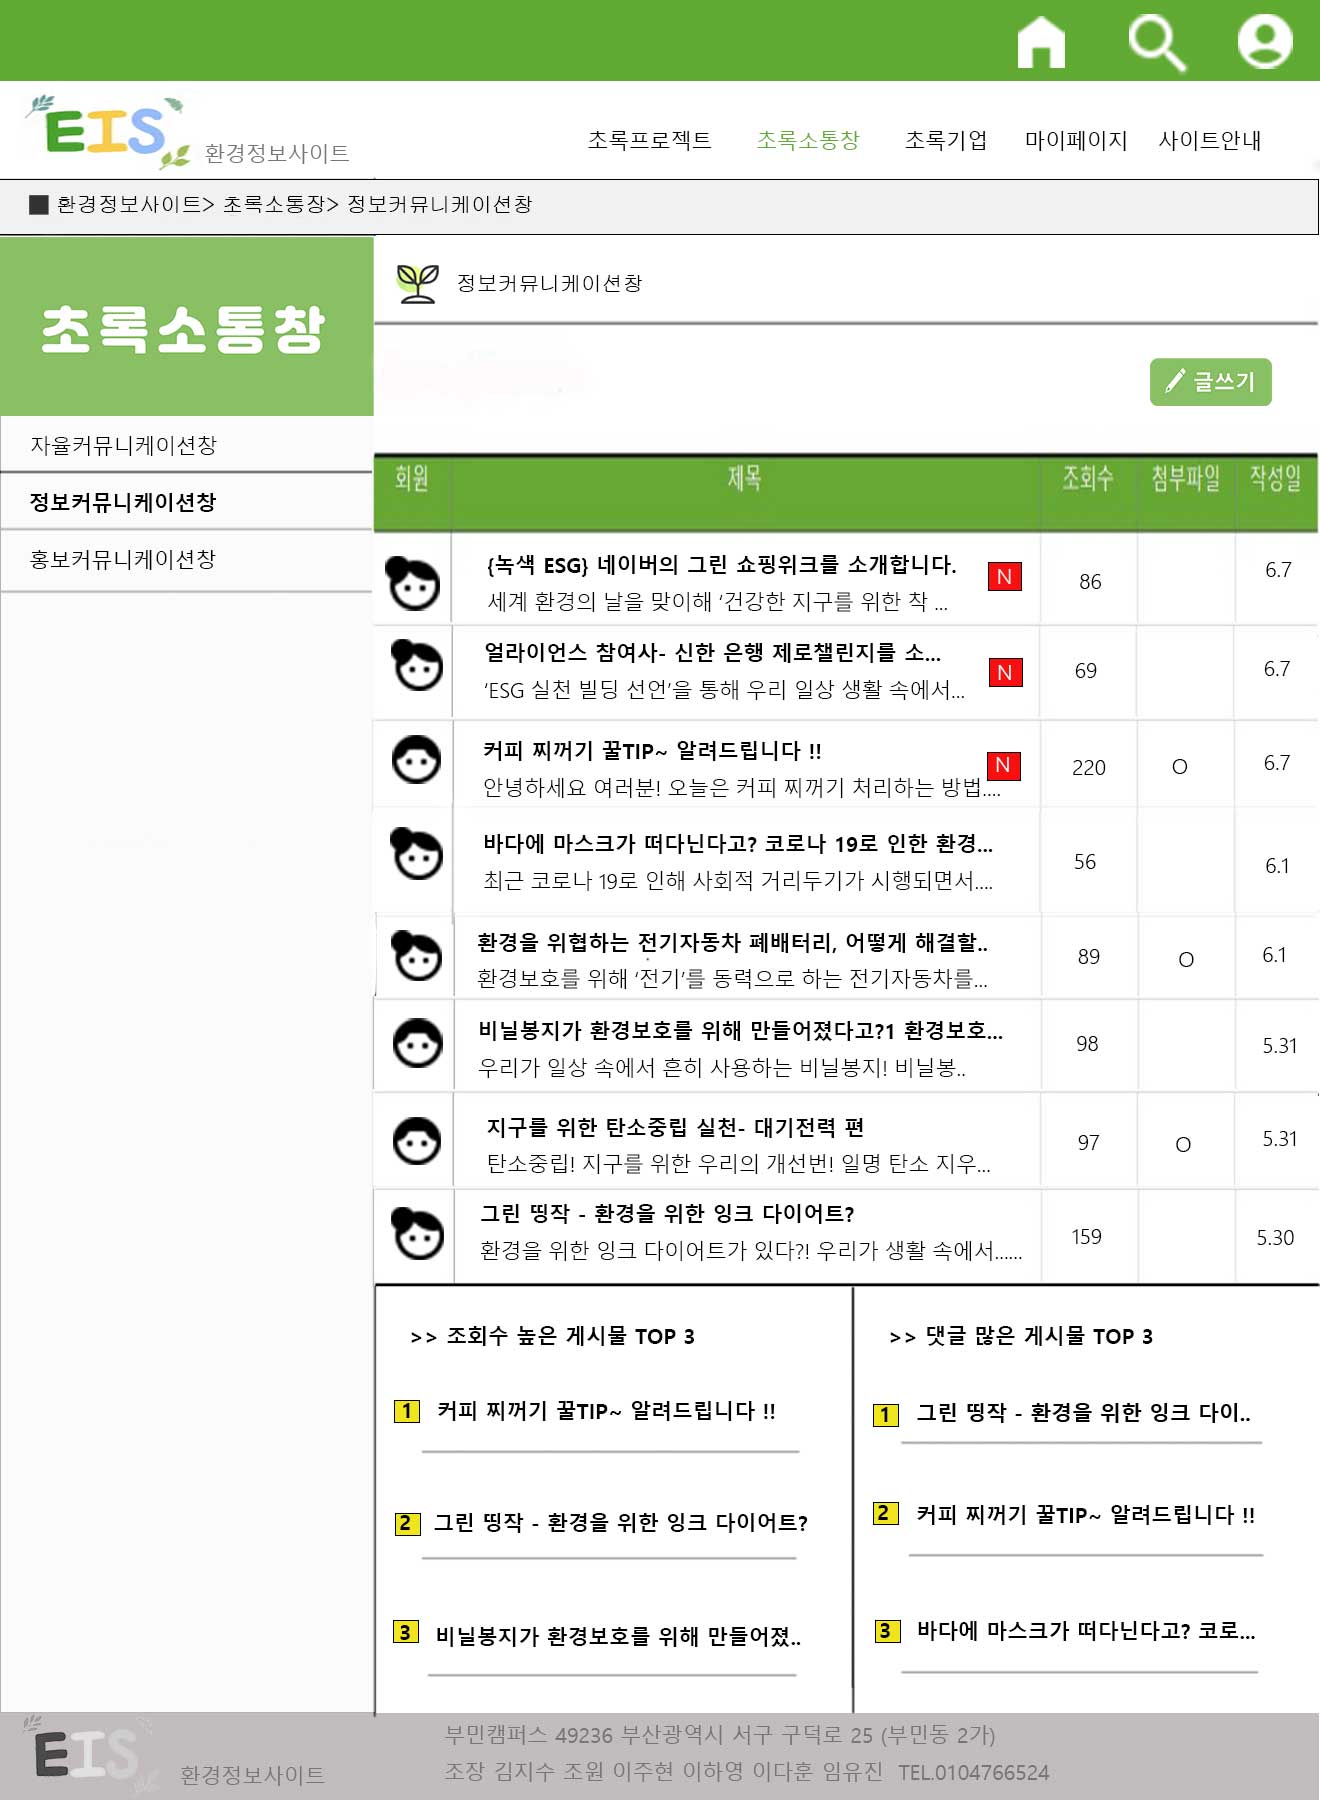 EIS 환경정보사이트
초록프로젝트 초록소통창 초록기업 마이페이지 사이트안내
■ 환경정보사이트> 초록소통장> 정보커뮤니케이션창
초록소통창
자율커뮤니케이션창
정보커뮤니케이션창
홍보커뮤니케이션창
정보커뮤니케이션창
글쓰기
회원 제목 조회수 첨부파일 작성일
{녹색 ESG} 네이버의 그린 쇼핑위크를 소개합니다. N 86 6.7
세계 환경의 날을 맞이해 ‘건강한 지구를 위한 착 ...
얼라이언스 참여사- 신한 은행 제로챌린지를 소... N 69 6.7
‘ESG 실천 빌딩 선언’을 통해 우리 일상 생활 속에서...
커피 찌꺼기 꿀TIP~ 알려드립니다 !! N 220 O 6.7
안녕하세요 여러분! 오늘은 커피 찌꺼기 처리하는 방법....
바다에 마스크가 떠다닌다고? 코로나 19로 인한 환경... 56 6.1
최근 코로나 19로 인해 사회적 거리두기가 시행되면서....
환경을 위협하는 전기자동차 폐배터리, 어떻게 해결할.. 89 O 6.1
환경보호를 위해 ‘전기’를 동력으로 하는 전기자동차를...
비닐봉지가 환경보호를 위해 만들어졌다고?1 환경보호... 98 5.31
우리가 일상 속에서 흔히 사용하는 비닐봉지! 비닐봉..
지구를 위한 탄소중립 실천- 대기전력 편 97 O 5.31
탄소중립! 지구를 위한 우리의 개선번! 일명 탄소 지우...
그린 띵작 - 환경을 위한 잉크 다이어트? 159 5.30
환경을 위한 잉크 다이어트가 있다?! 우리가 생활 속에서......
>> 조회수 높은 게시물 TOP 3
1 커피 찌꺼기 꿀TIP~ 알려드립니다 !!
2 그린 띵작 - 환경을 위한 잉크 다이어트?
3 비닐봉지가 환경보호를 위해 만들어졌..
>> 댓글 많은 게시물 TOP 3
1 그린 띵작 - 환경을 위한 잉크 다이..
2 커피 찌꺼기 꿀TIP~ 알려드립니다 !!
3 바다에 마스크가 떠다닌다고? 코로...
EIS 환경정보사이트
부민캠퍼스 49236 부산광역시 서구 구덕로 25 (부민동 2가)
조장 김지수 조원 이주현 이하영 이다훈 임유진 TEL.0104766524